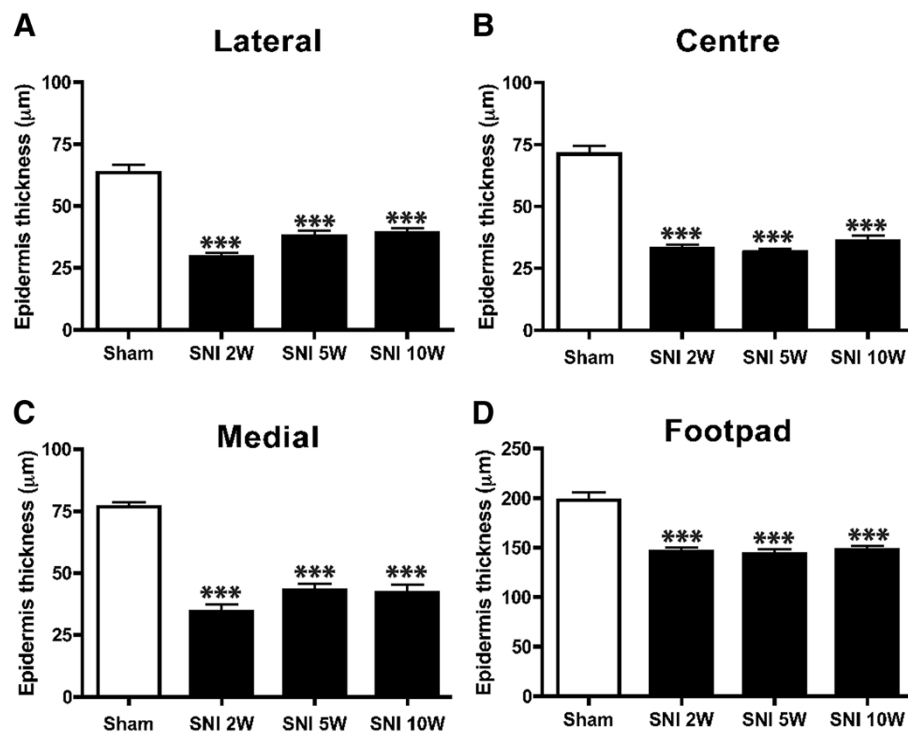 A
Lateral
Epidermis thickness (μm)
100
75
50
25
0
***
***
***
Sham
SNI 2W
SNI 5W
SNI 10W
B
Centre
Epidermis thickness (μm)
100
75
50
25
0
***
***
***
Sham
SNI 2W
SNI 5W
SNI 10W
C
Medial
Epidermis thickness (μm)
100
75
50
25
0
***
***
***
Sham
SNI 2W
SNI 5W
SNI 10W
D
Footpad
Epidermis thickness (μm)
250
200
150
100
50
0
***
***
***
Sham
SNI 2W
SNI 5W
SNI 10W